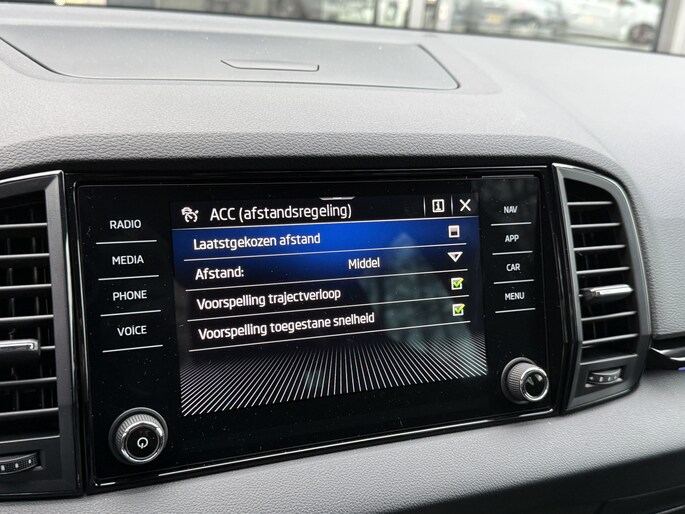 RADIO
MEDIA
PHONE
VOICE
ACC (afstandsregeling)
Laatstgekozen afstand
Afstand: Middel
Voorspelling trajectverloop
Voorspelling toegestane snelheid
NAV
APP
CAR
MENU